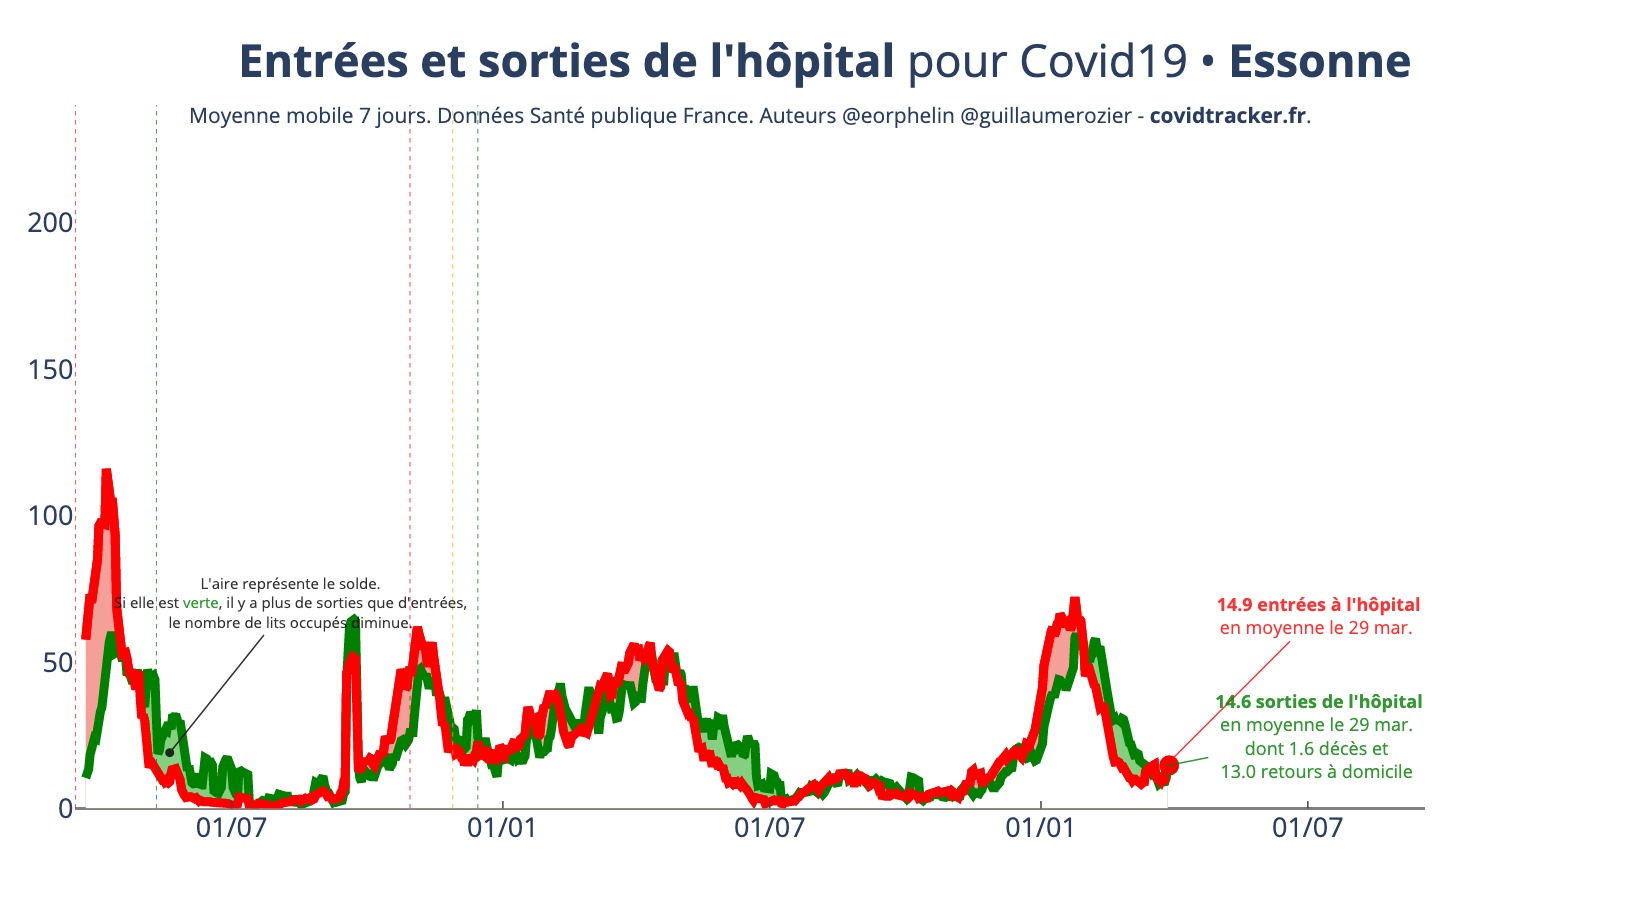 Entrées et sorties de l'hôpital pour Covid19 • Essonne
Moyenne mobile 7 jours. Données Santé publique France. Auteurs @eorphelin @guillaumerozier - covidtracker.fr.
200
150
100
50
0
L'aire représente le solde.
Si elle est verte, il y a plus de sorties que d'entrées,
le nombre de lits occupés diminue.
14.9 entrées à l'hôpital
en moyenne le 29 mar.
14.6 sorties de l'hôpital
en moyenne le 29 mar.
dont 1.6 décès et
13.0 retours à domicile
01/07
01/01
01/07
01/01
01/07